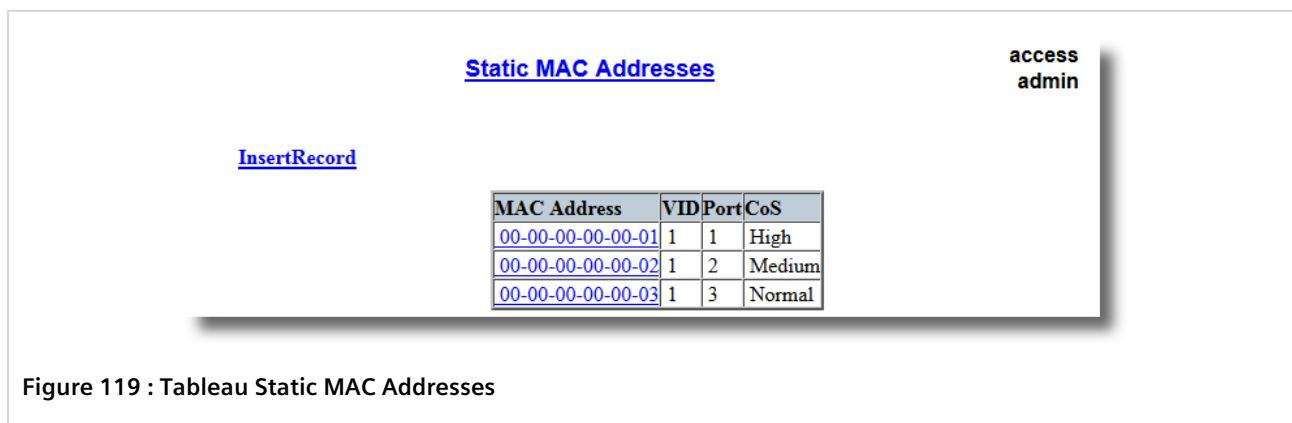 Static MAC Addresses
access
admin
InsertRecord
MAC Address VID Port CoS
00-00-00-00-00-01 1 1 High
00-00-00-00-00-02 1 2 Medium
00-00-00-00-00-03 1 3 Normal
Figure 119 : Tableau Static MAC Addresses